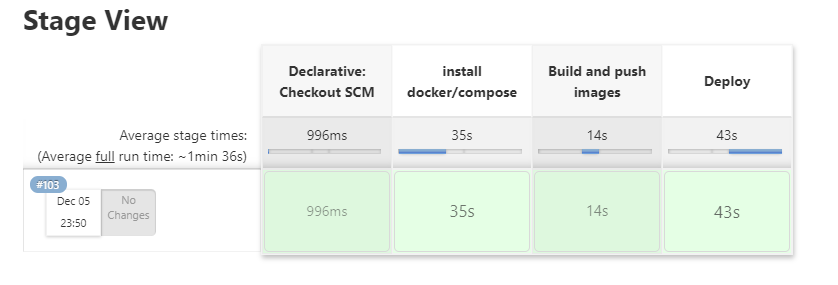 Stage View
Declarative:
Checkout SCM
install
docker/compose
Build and push
images
Deploy
Average stage times:
(Average full run time: ~1min 36s)
996ms
35s
14s
43s
#103
Dec 05
23:50
No
Changes
996ms
35s
14s
43s